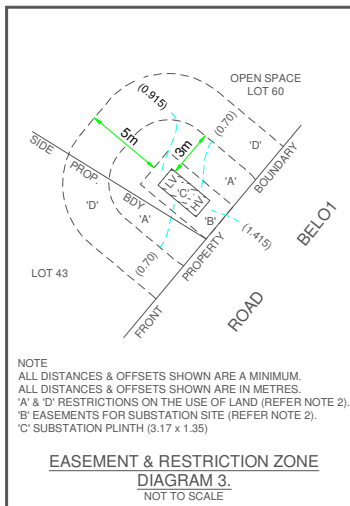 OPEN SPACE
LOT 60
(0.915)
(0.70)
5m
3m
'D'
SIDE PROP. BDY
LV
'C'
HV
'A'
BOUNDARY
'D'
'A'
'B'
BELO1
(1.415)
LOT 43
(0.70)
PROPERTY
ROAD
FRONT
NOTE
ALL DISTANCES & OFFSETS SHOWN ARE A MINIMUM.
ALL DISTANCES & OFFSETS SHOWN ARE IN METRES.
'A' & 'D' RESTRICTIONS ON THE USE OF LAND (REFER NOTE 2).
'B' EASEMENTS FOR SUBSTATION SITE (REFER NOTE 2).
'C' SUBSTATION PLINTH (3.17 x 1.35)
EASEMENT & RESTRICTION ZONE
DIAGRAM 3.
NOT TO SCALE